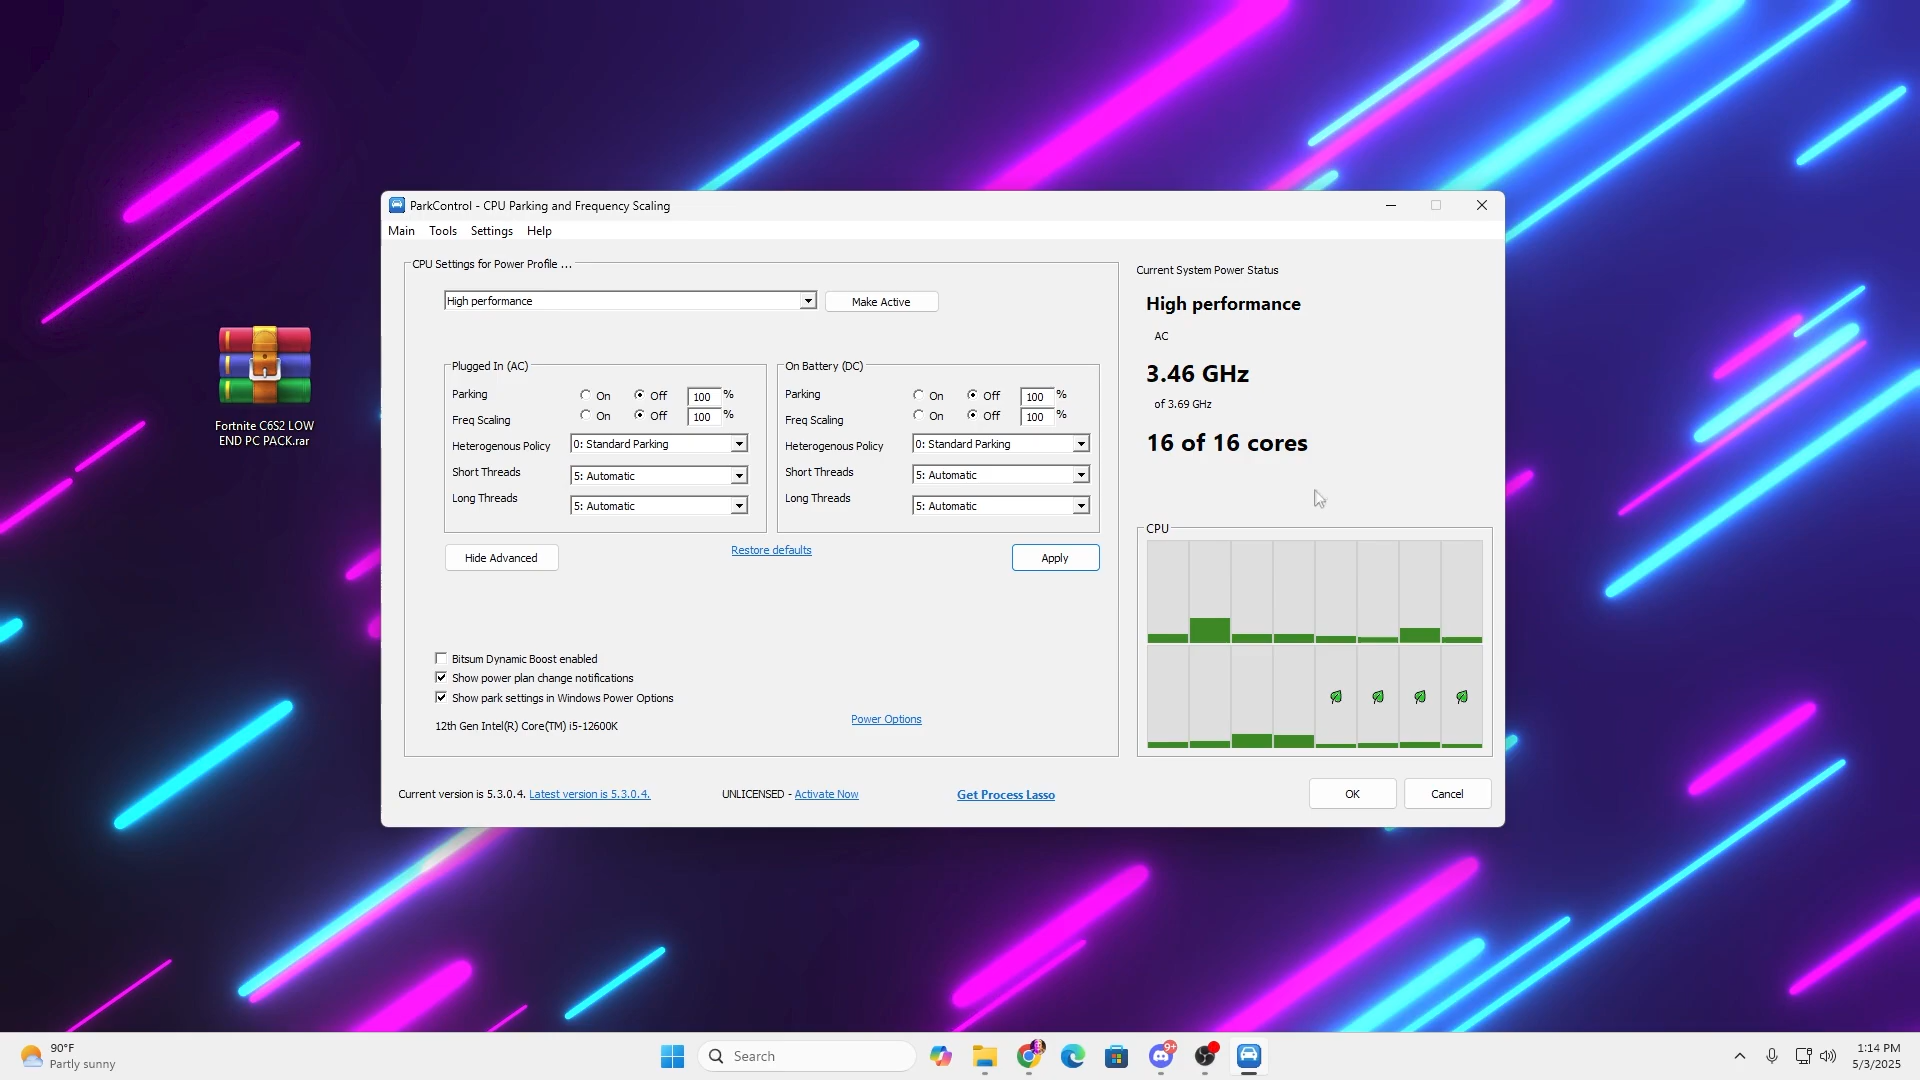 ParkControl - CPU Parking and Frequency Scaling
Main Tools Settings Help
CPU Settings for Power Profile ...
High performance
Make Active
Plugged In (AC)
Parking On Off 100 %
Freq Scaling On Off 100 %
Heterogenous Policy 0: Standard Parking
Short Threads 5: Automatic
Long Threads 5: Automatic
On Battery (DC)
Parking On Off 100 %
Freq Scaling On Off 100 %
Heterogenous Policy 0: Standard Parking
Short Threads 5: Automatic
Long Threads 5: Automatic
Hide Advanced
Restore defaults
Apply
Bitsum Dynamic Boost enabled
Show power plan change notifications
Show park settings in Windows Power Options
12th Gen Intel(R) Core(TM) i5-12600K
Power Options
Current System Power Status
High performance
AC
3.46 GHz
of 3.69 GHz
16 of 16 cores
CPU
Current version is 5.3.0.4. Latest version is 5.3.0.4.
UNLICENSED - Activate Now
Get Process Lasso
OK
Cancel
Fortnite C6S2 LOW
END PC PACK.rar
90°F
Partly sunny
Search
9+
1:14 PM
5/3/2025